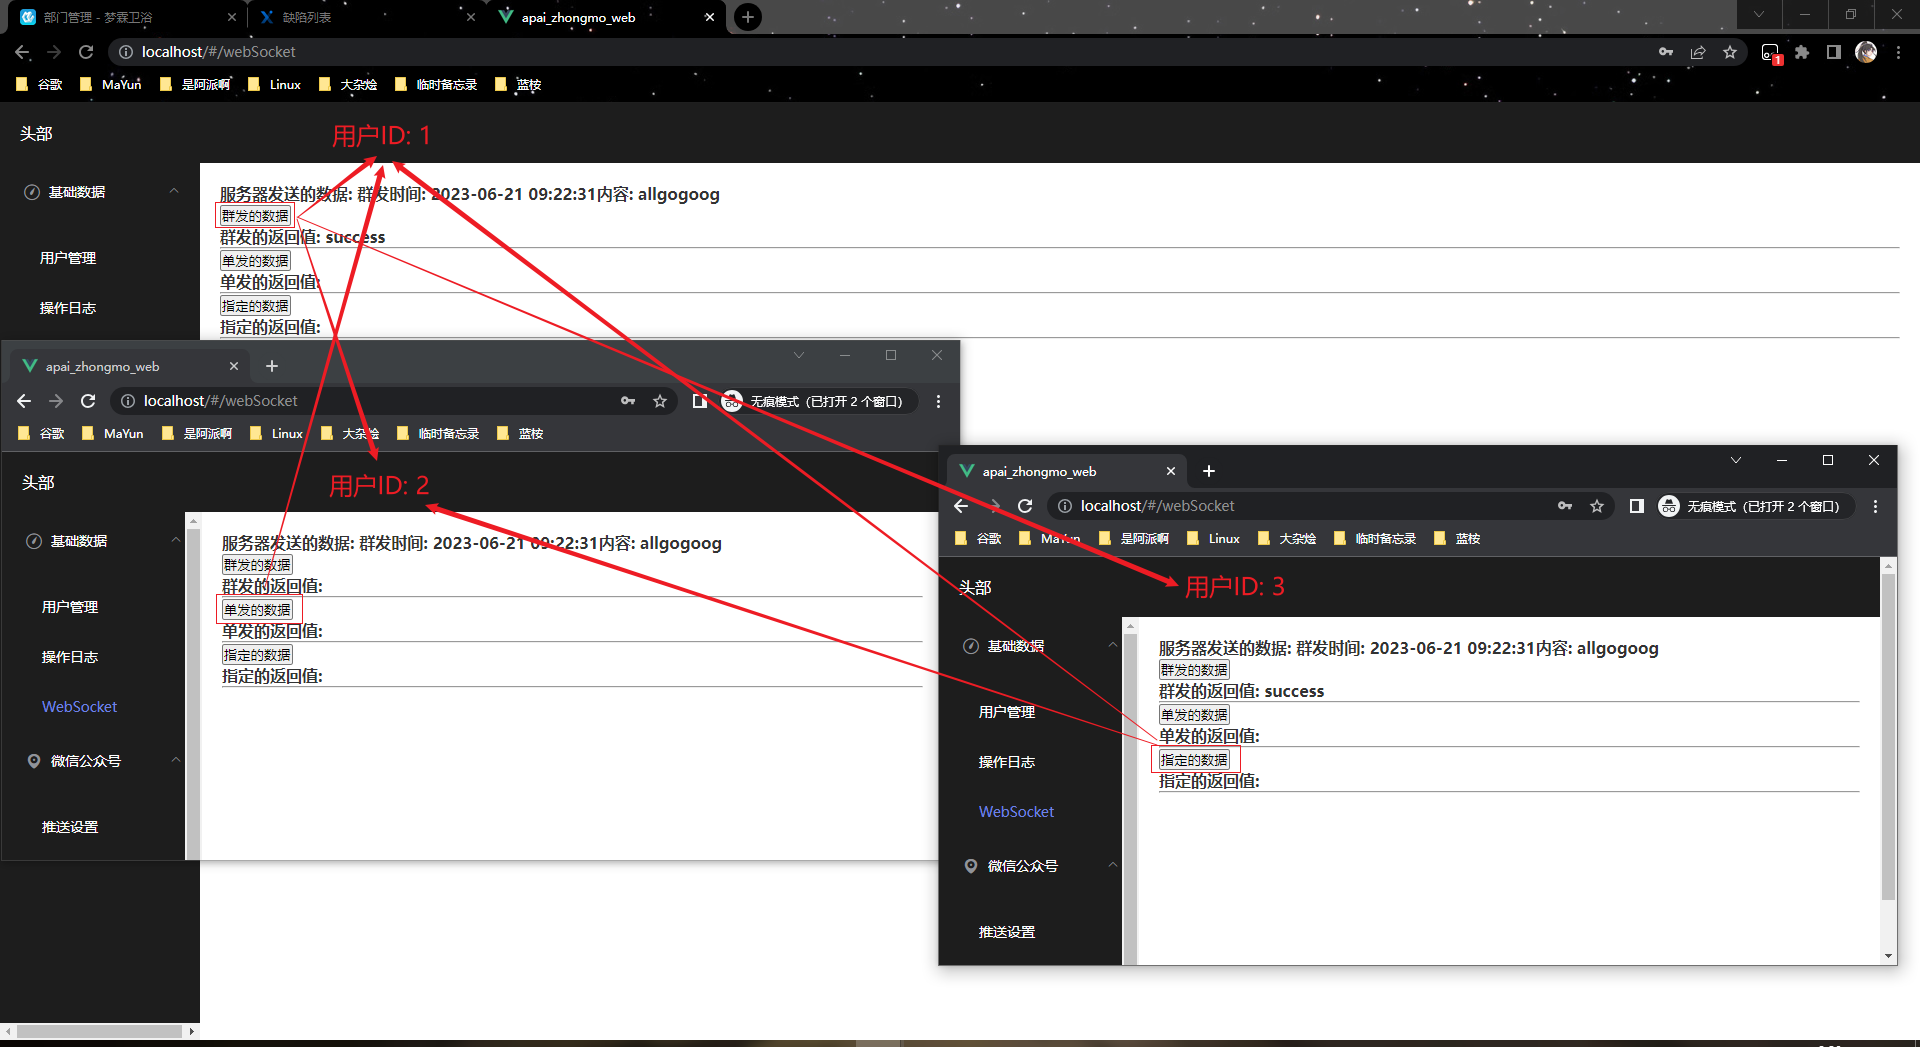 部门管理 - 梦霖卫浴
缺陷列表
apai_zhongmo_web
localhost/#/webSocket
1
谷歌
MaYun
是阿派啊
Linux
大杂烩
临时备忘录
蓝桉
头部
用户ID: 1
基础数据
用户管理
操作日志
服务器发送的数据: 群发时间: 2023-06-21 09:22:31内容: allgogoog
群发的数据
群发的返回值: success
单发的数据
单发的返回值:
指定的数据
指定的返回值:
apai_zhongmo_web
localhost/#/webSocket
无痕模式（已打开 2 个窗口）
谷歌
MaYun
是阿派啊
Linux
大杂烩
临时备忘录
蓝桉
头部
用户ID: 2
基础数据
用户管理
操作日志
WebSocket
微信公众号
推送设置
服务器发送的数据: 群发时间: 2023-06-21 09:22:31内容: allgogoog
群发的数据
群发的返回值:
单发的数据
单发的返回值:
指定的数据
指定的返回值:
apai_zhongmo_web
localhost/#/webSocket
无痕模式（已打开 2 个窗口）
谷歌
MaYun
是阿派啊
Linux
大杂烩
临时备忘录
蓝桉
头部
用户ID: 3
基础数据
用户管理
操作日志
WebSocket
微信公众号
推送设置
服务器发送的数据: 群发时间: 2023-06-21 09:22:31内容: allgogoog
群发的数据
群发的返回值: success
单发的数据
单发的返回值:
指定的数据
指定的返回值: